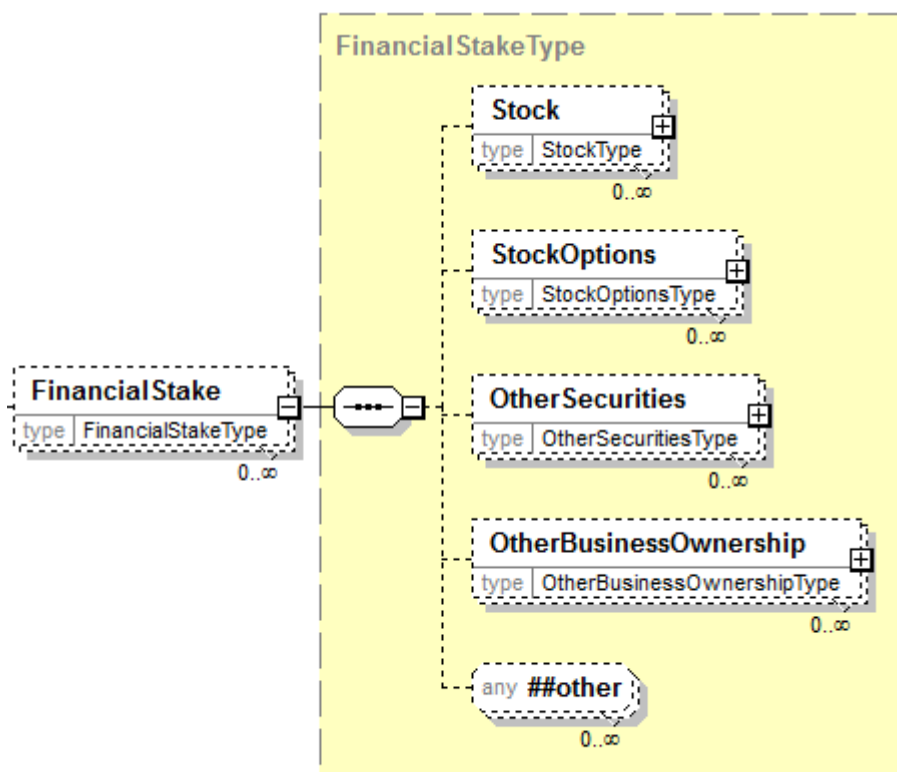 FinancialStakeType
Stock
type StockType
0..∞
StockOptions
type StockOptionsType
0..∞
FinancialStake
type FinancialStakeType
0..∞
OtherSecurities
type OtherSecuritiesType
0..∞
OtherBusinessOwnership
type OtherBusinessOwnershipType
0..∞
any ##other
0..∞